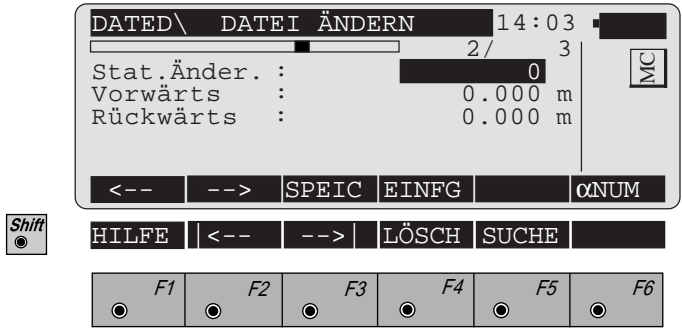 DATED\ DATEI ÄNDERN 14:03
2/ 3
MC
Stat.Änder. : 0
Vorwärts : 0.000 m
Rückwärts : 0.000 m
<-- --> SPEIC EINFG αNUM
Shift
HILFE |<-- -->| LÖSCH SUCHE
F1 F2 F3 F4 F5 F6